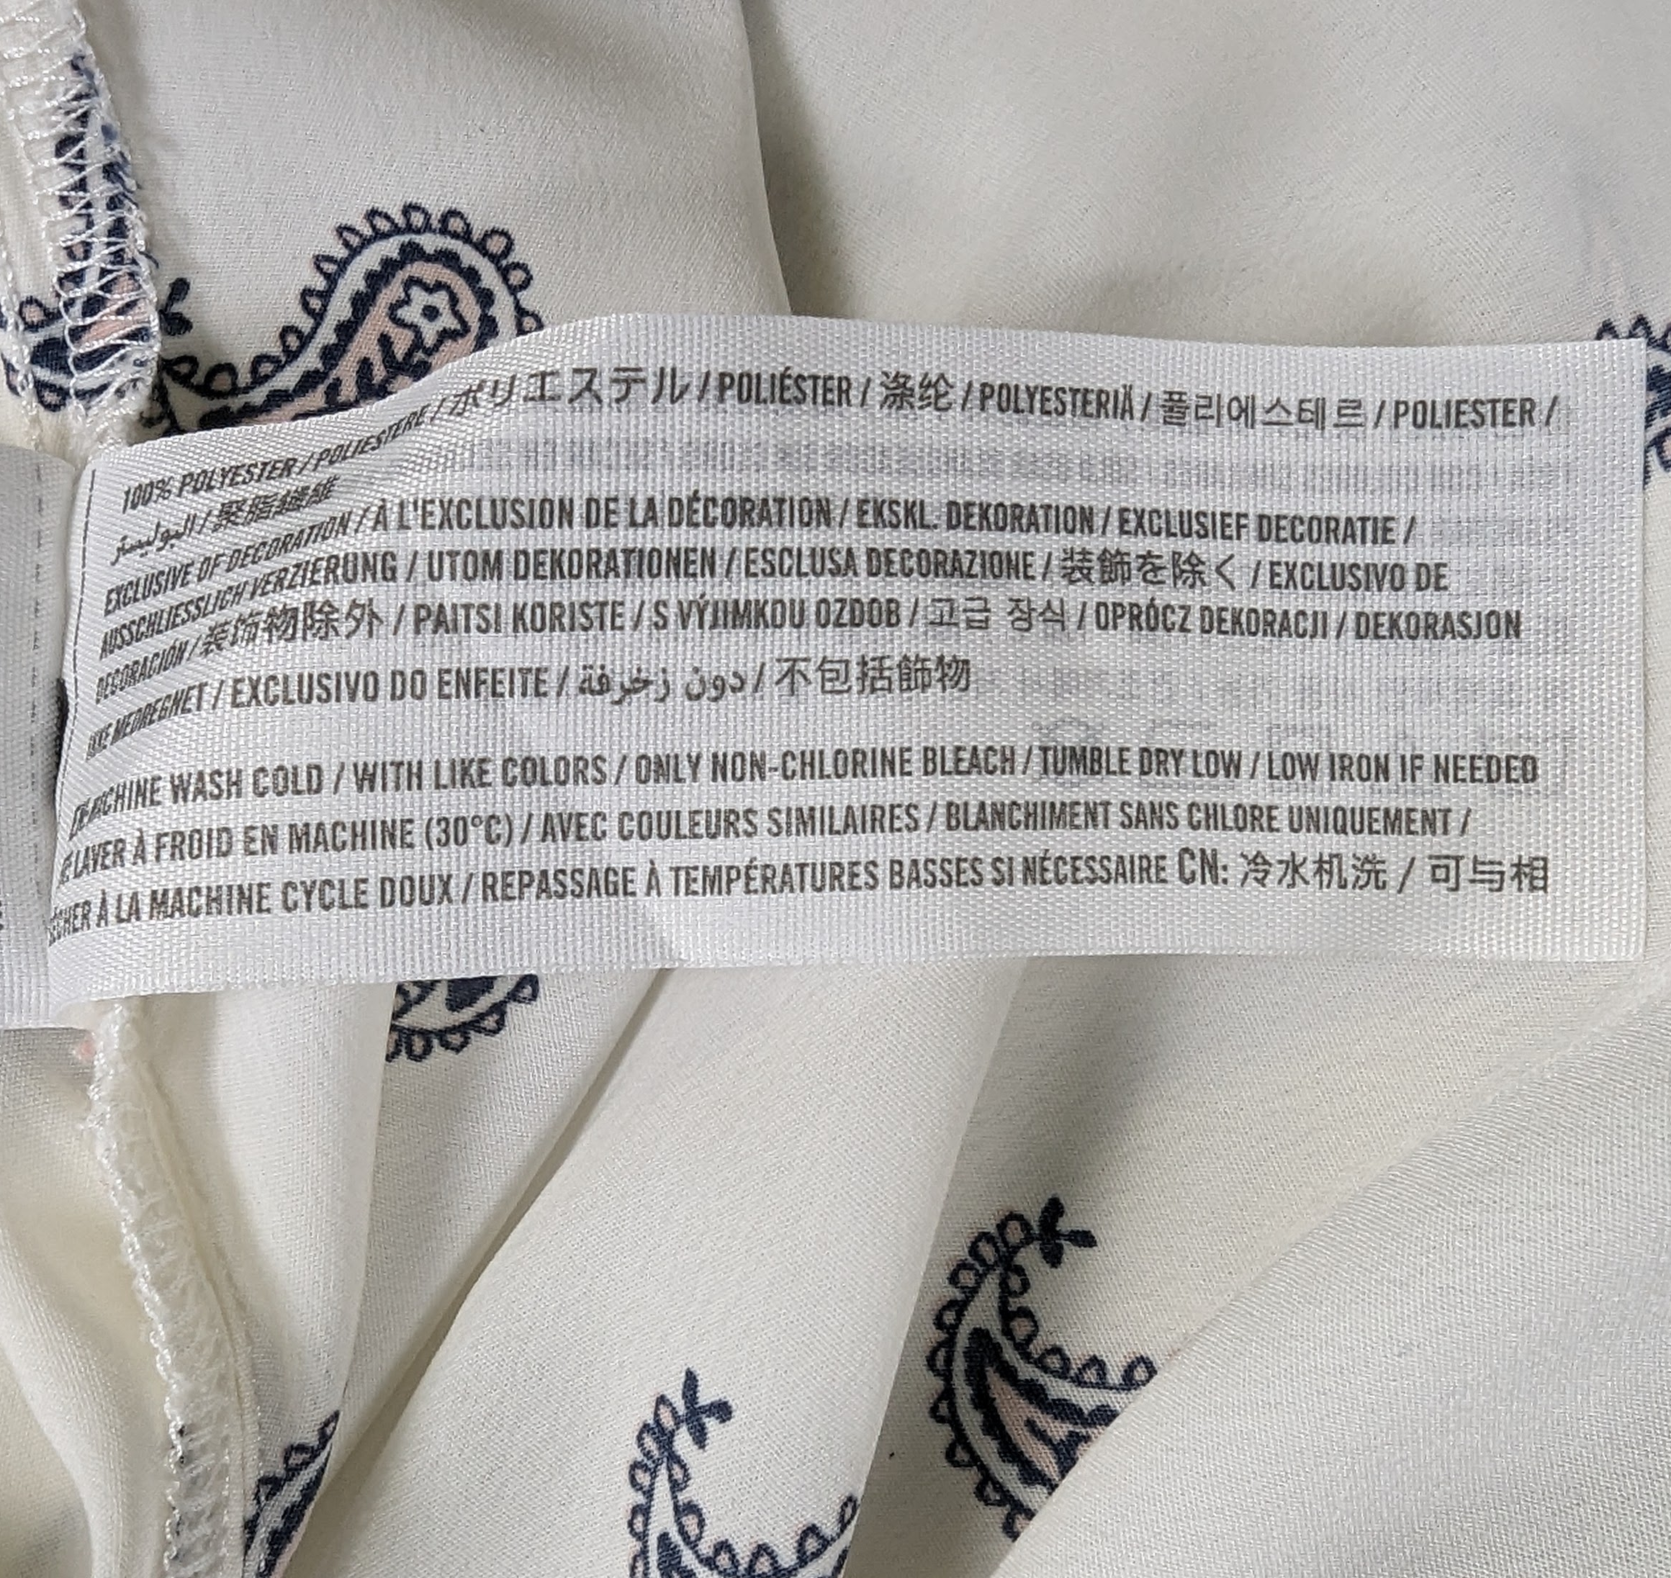 100% POLYESTER / POLIESTERE / ポリエステル / POLIÉSTER / 涤纶 / POLYESTERIÄ / 폴리에스테르 / POLIESTER /
البوليستر / 聚脂纖維
EXCLUSIVE OF DECORATION / À L'EXCLUSION DE LA DÉCORATION / EKSKL. DEKORATION / EXCLUSIEF DECORATIE /
AUSSCHLIESSLICH VERZIERUNG / UTOM DEKORATIONEN / ESCLUSA DECORAZIONE / 装飾を除く / EXCLUSIVO DE
DECORACIÓN / 装饰物除外 / PAITSI KORISTE / S VÝJIMKOU OZDOB / 고급 장식 / OPRÓCZ DEKORACJI / DEKORASJON
IKKE MEDREGNET / EXCLUSIVO DO ENFEITE / دون زخرفة / 不包括飾物
WASH COLD / WITH LIKE COLORS / ONLY NON-CHLORINE BLEACH / TUMBLE DRY LOW / LOW IRON IF NEEDED
LAVER À FROID EN MACHINE (30°C) / AVEC COULEURS SIMILAIRES / BLANCHIMENT SANS CHLORE UNIQUEMENT /
À LA MACHINE CYCLE DOUX / REPASSAGE À TEMPÉRATURES BASSES SI NÉCESSAIRE CN: 冷水机洗 / 可与相